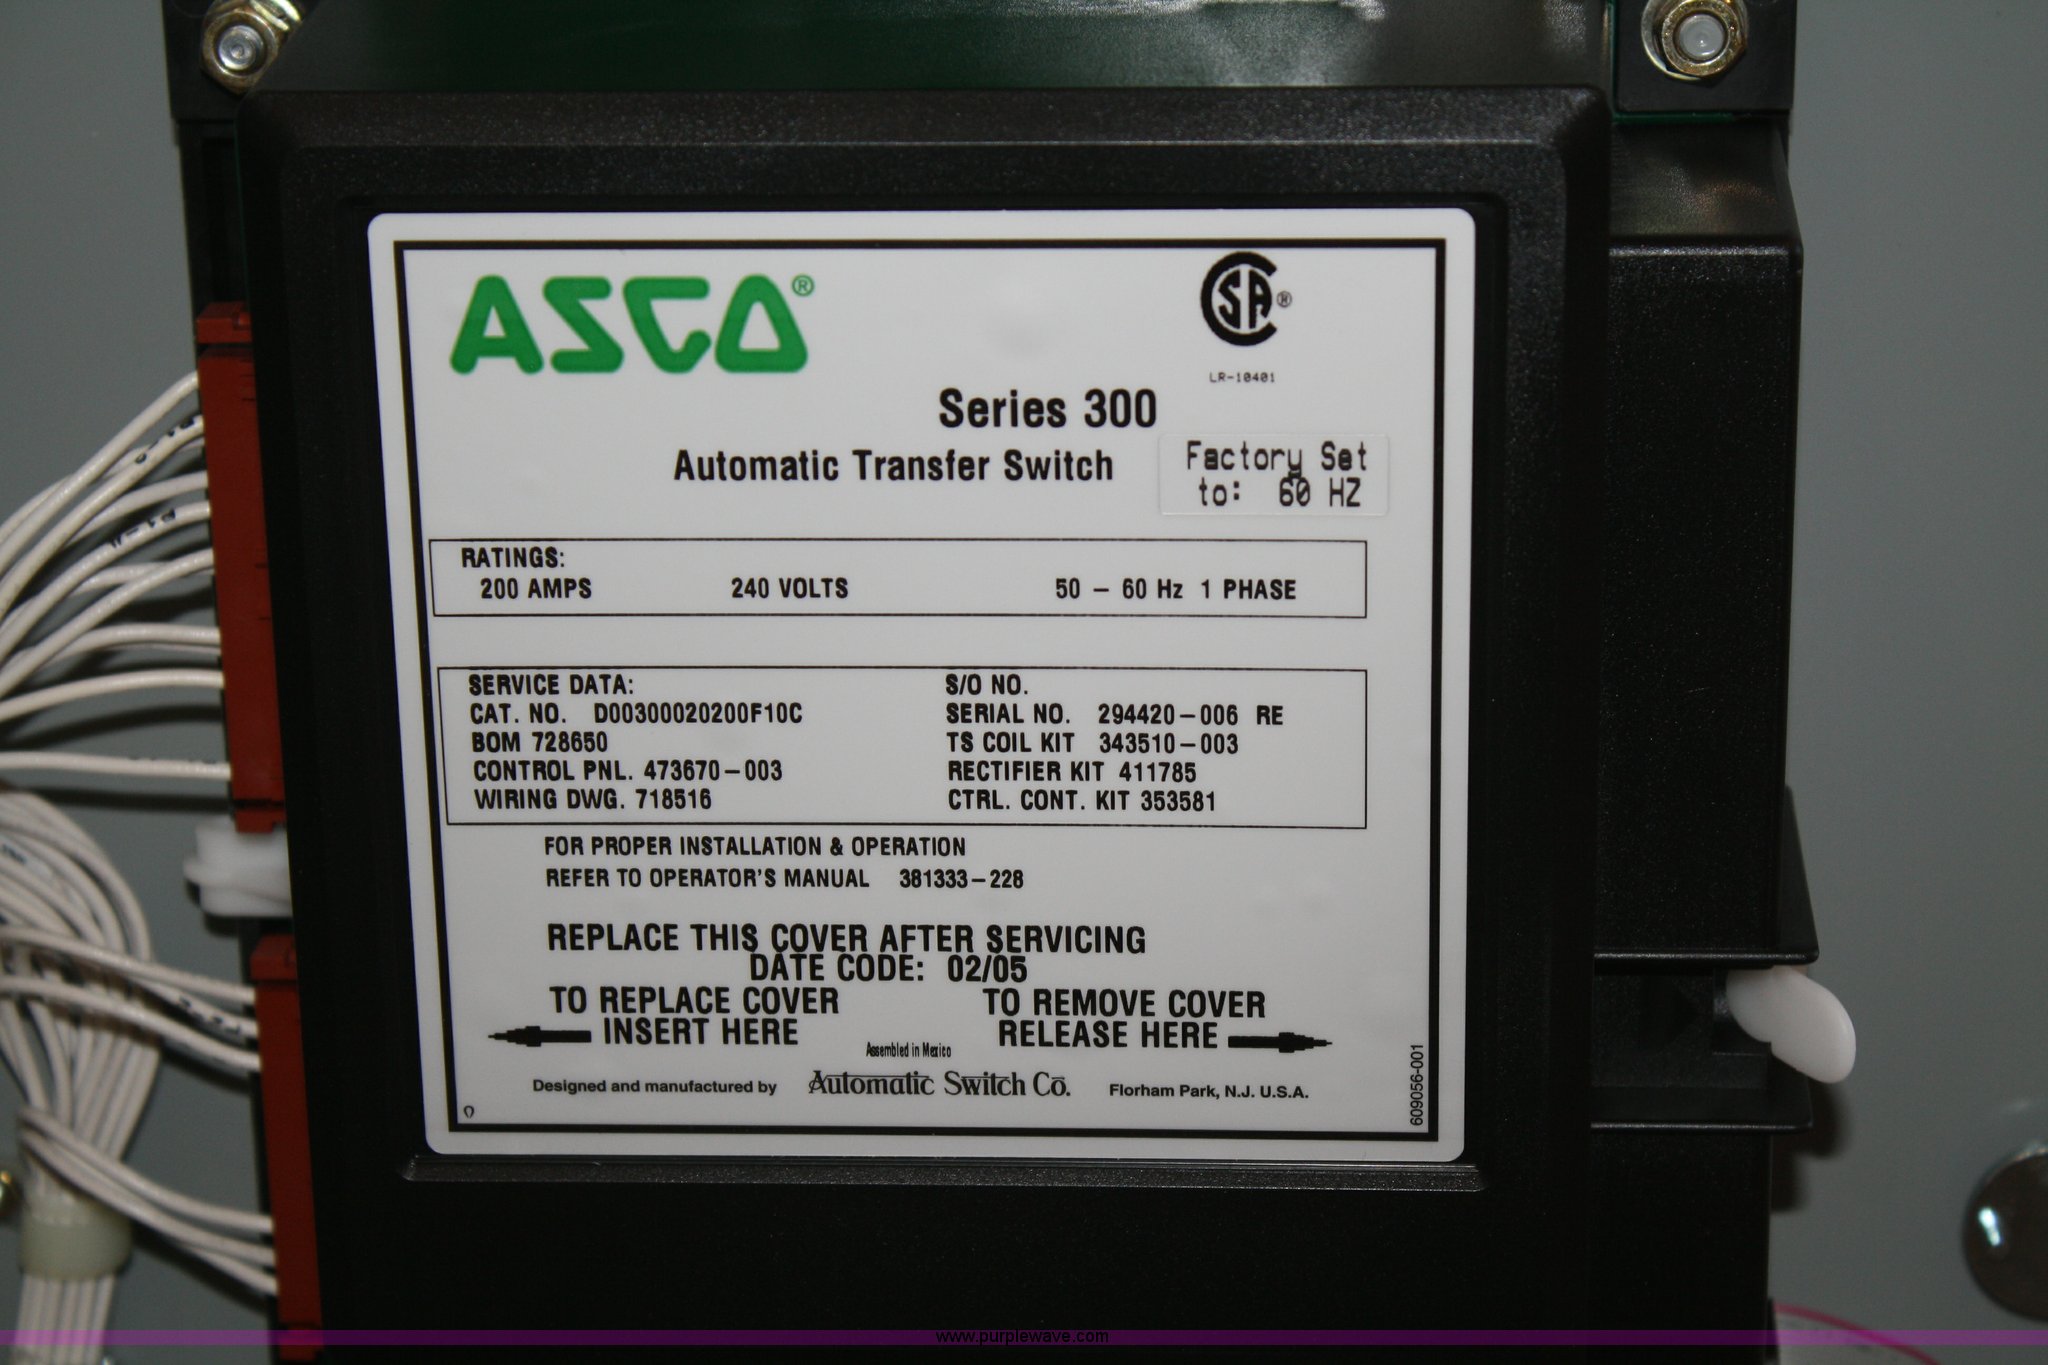 ASCO®
CSA®
LR-10401
Series 300
Automatic Transfer Switch
Factory Set
to: 60 HZ
RATINGS:
200 AMPS 240 VOLTS 50 – 60 Hz 1 PHASE
SERVICE DATA: S/O NO.
CAT. NO. D00300020200F10C SERIAL NO. 294420–006 RE
BOM 728650 TS COIL KIT 343510–003
CONTROL PNL. 473670–003 RECTIFIER KIT 411785
WIRING DWG. 718516 CTRL. CONT. KIT 353581
FOR PROPER INSTALLATION & OPERATION
REFER TO OPERATOR'S MANUAL 381333–228
REPLACE THIS COVER AFTER SERVICING
DATE CODE: 02/05
TO REPLACE COVER TO REMOVE COVER
INSERT HERE RELEASE HERE
Assembled in Mexico
Designed and manufactured by Automatic Switch Co. Florham Park, N.J. U.S.A.
609056-001
www.purplewave.com